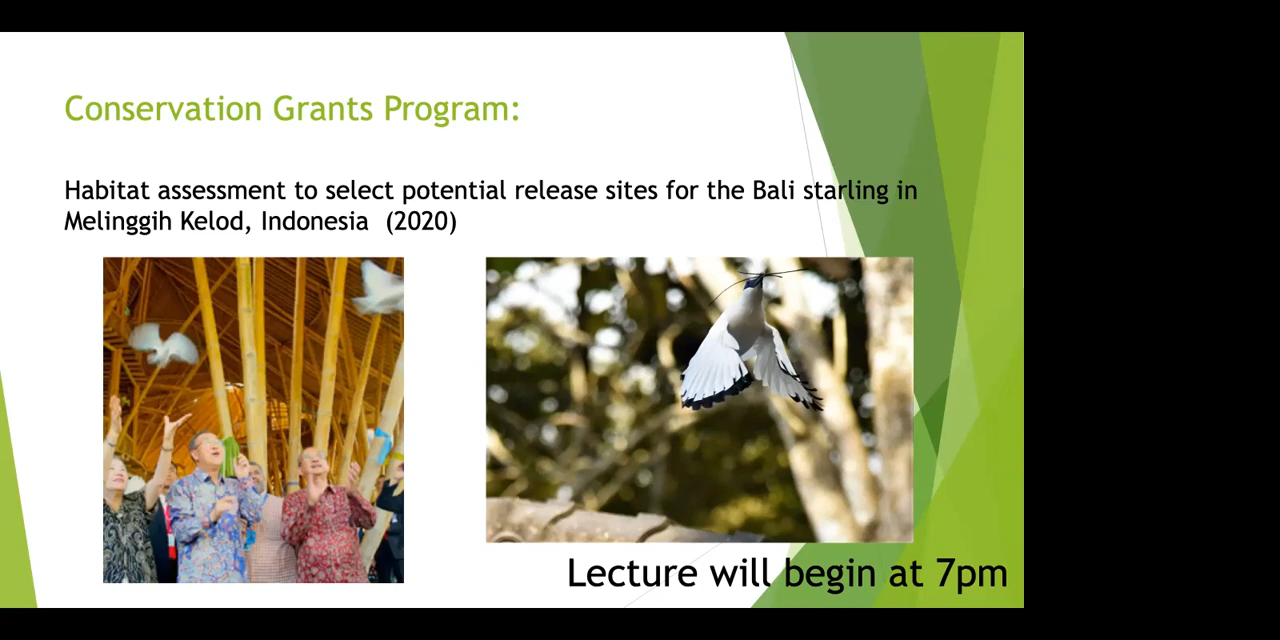 Conservation Grants Program:
Habitat assessment to select potential release sites for the Bali starling in
Melinggih Kelod, Indonesia  (2020)
Lecture will begin at 7pm